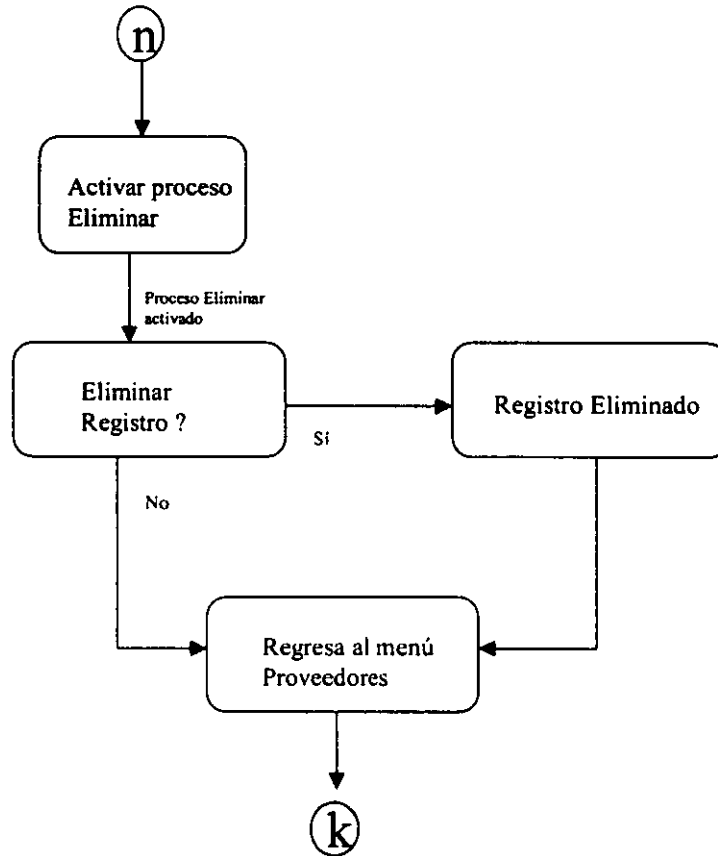 n
Activar proceso
Eliminar
Proceso Eliminar
activado
Eliminar
Registro ?
Si
Registro Eliminado
No
Regresa al menú
Proveedores
k